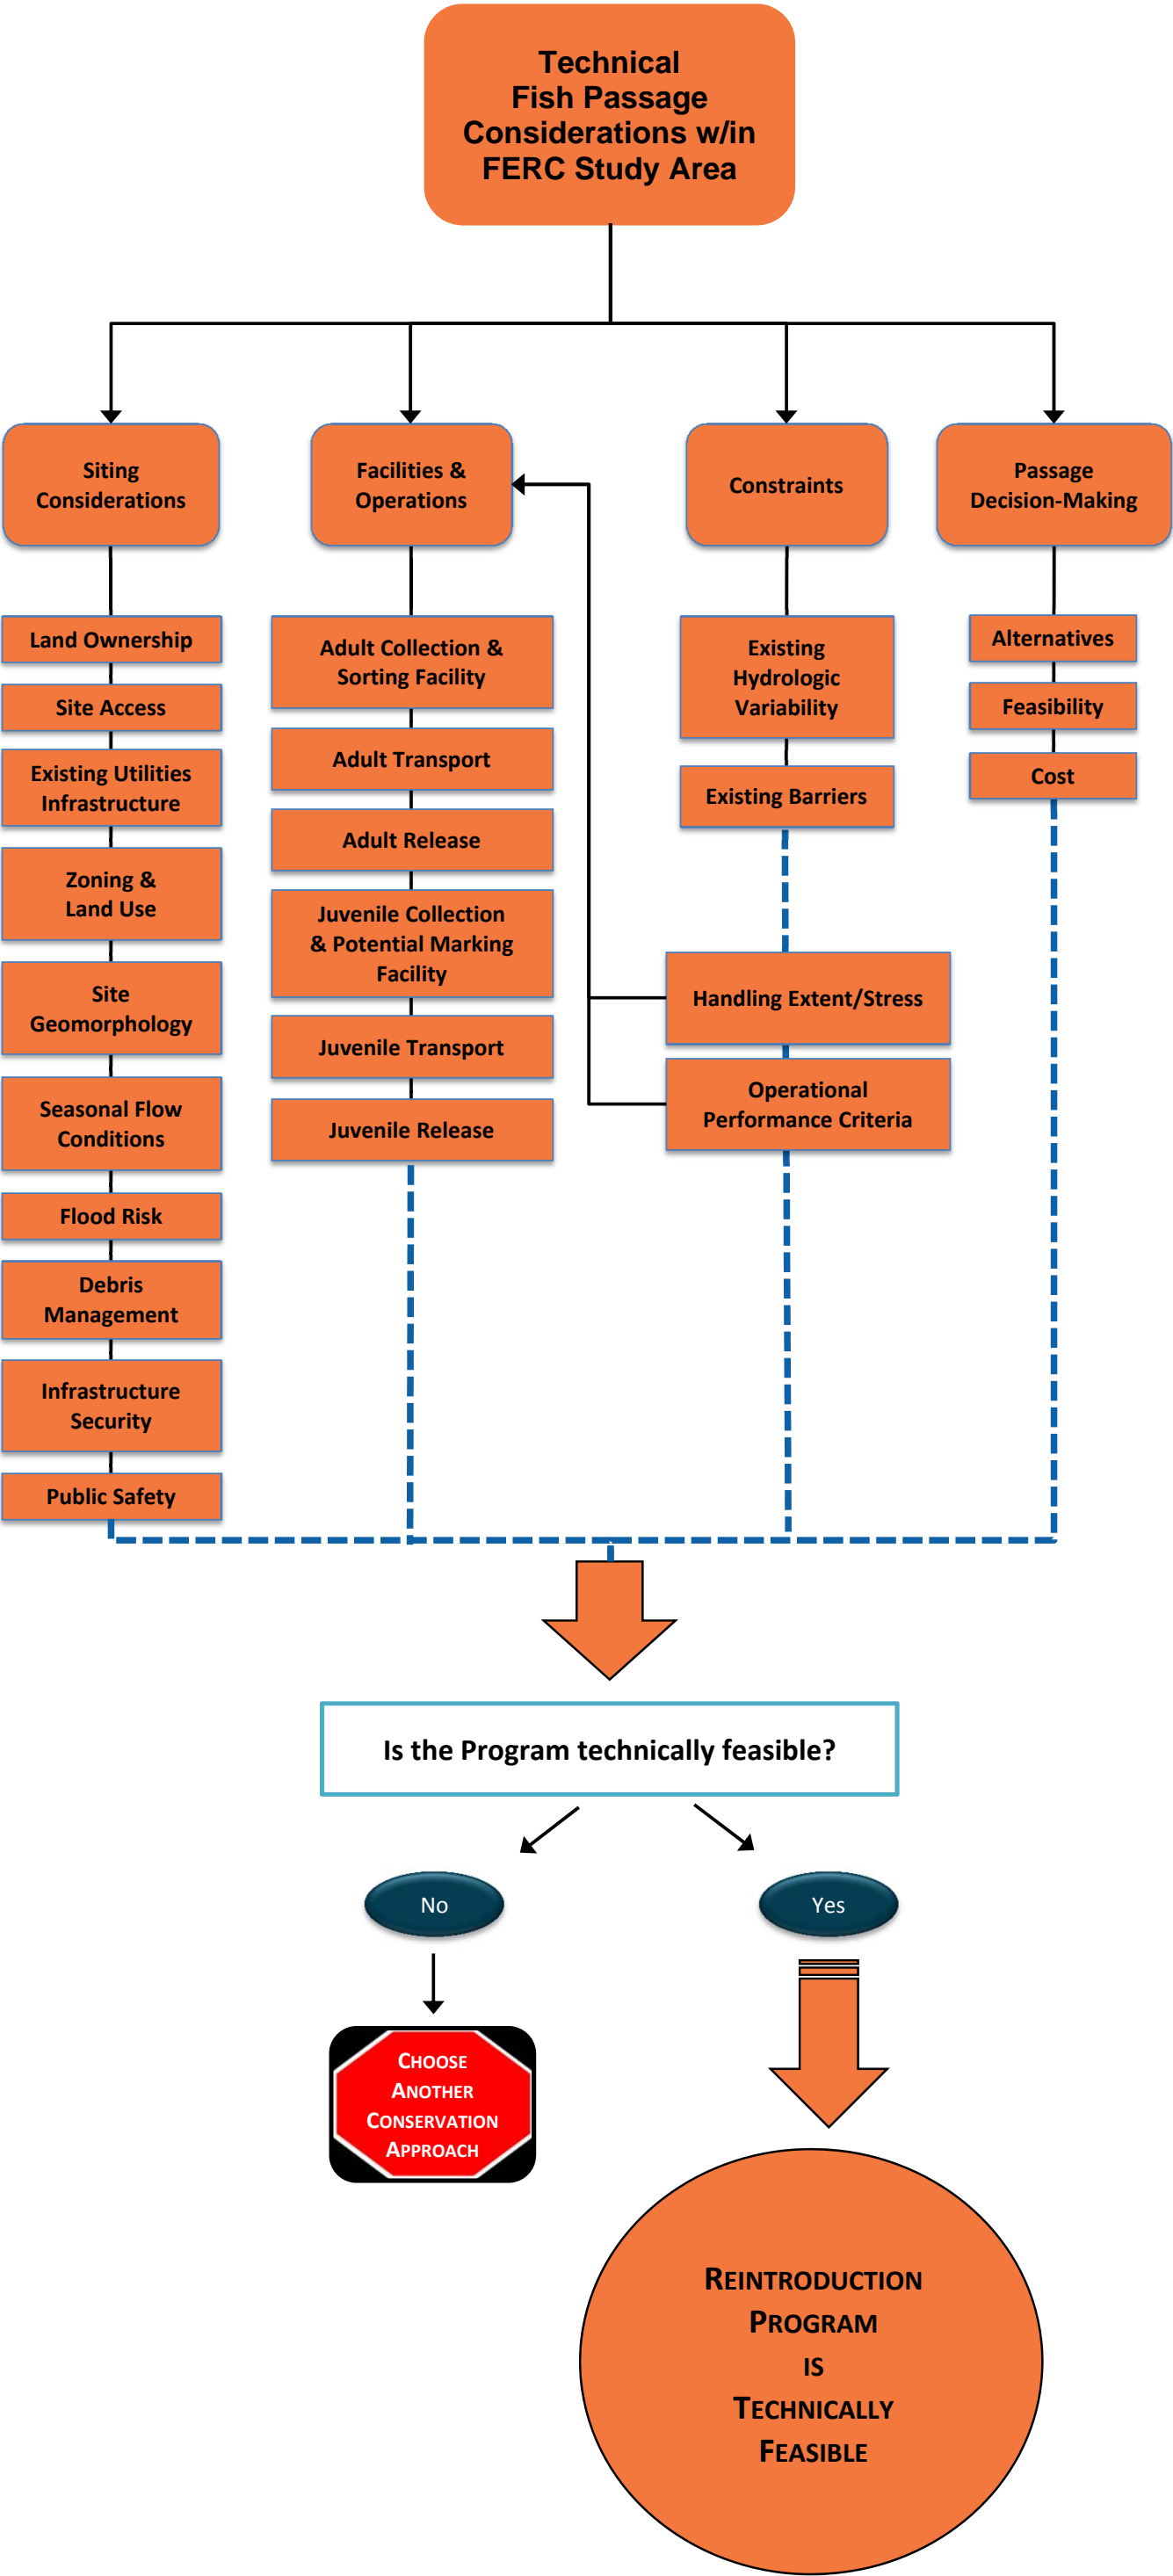 Technical
Fish Passage
Considerations w/in
FERC Study Area
Siting
Considerations
Land Ownership
Site Access
Existing Utilities
Infrastructure
Zoning &
Land Use
Site
Geomorphology
Seasonal Flow
Conditions
Flood Risk
Debris
Management
Infrastructure
Security
Public Safety
Facilities &
Operations
Adult Collection &
Sorting Facility
Adult Transport
Adult Release
Juvenile Collection
& Potential Marking
Facility
Juvenile Transport
Juvenile Release
Constraints
Existing
Hydrologic
Variability
Existing Barriers
Handling Extent/Stress
Operational
Performance Criteria
Passage
Decision-Making
Alternatives
Feasibility
Cost
Is the Program technically feasible?
No
Yes
CHOOSE
ANOTHER
CONSERVATION
APPROACH
REINTRODUCTION
PROGRAM
IS
TECHNICALLY
FEASIBLE